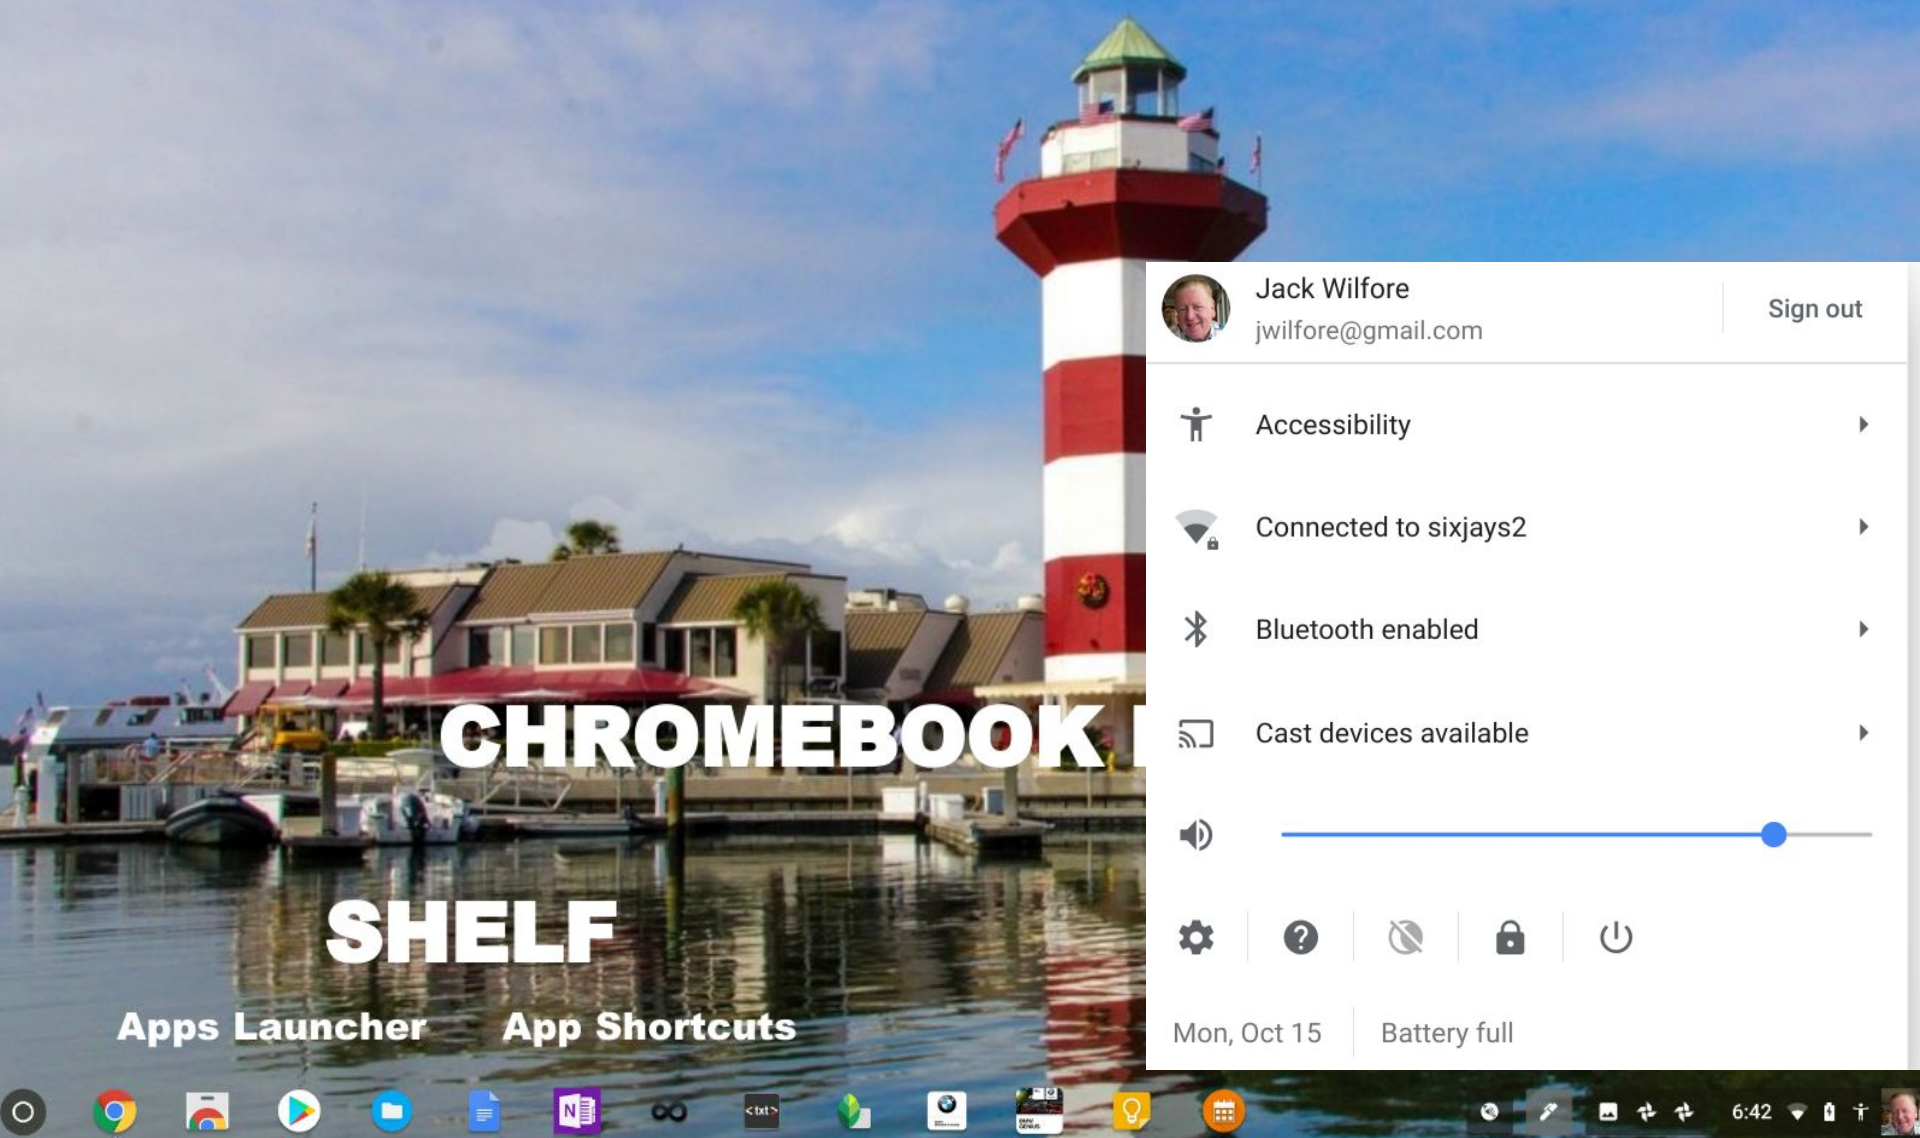 Jack Wilfore
Sign out
jwilfore@gmail.com
Accessibility
Connected to sixjays2
Bluetooth enabled
CHROMEBOOK
Cast devices available
SHELF
Apps Launcher App Shortcuts
Mon, Oct 15 Battery full
N
<txt>
6:42